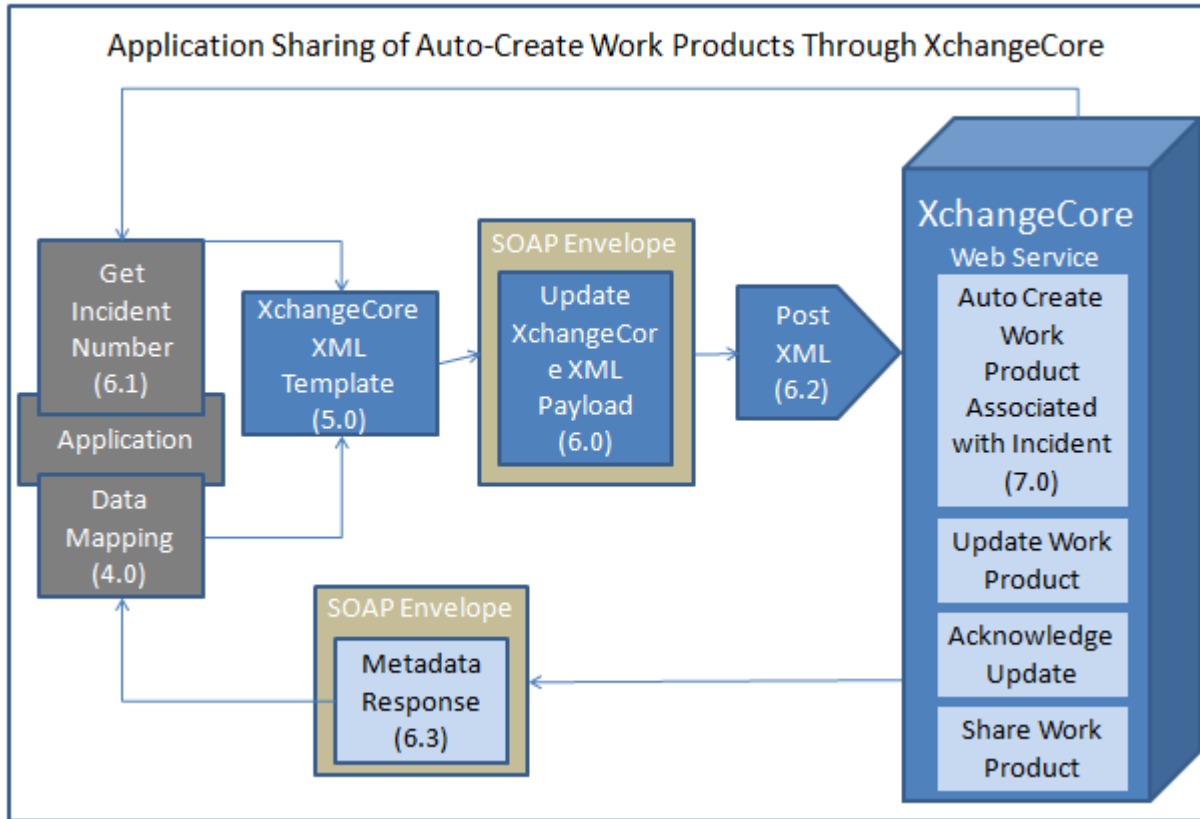 Application Sharing of Auto-Create Work Products Through XchangeCore
Get
Incident
Number
(6.1)
Application
Data
Mapping
(4.0)
XchangeCore
XML
Template
(5.0)
SOAP Envelope
Update
XchangeCor
e XML
Payload
(6.0)
Post
XML
(6.2)
XchangeCore
Web Service
Auto Create
Work
Product
Associated
with Incident
(7.0)
Update Work
Product
Acknowledge
Update
Share Work
Product
SOAP Envelope
Metadata
Response
(6.3)